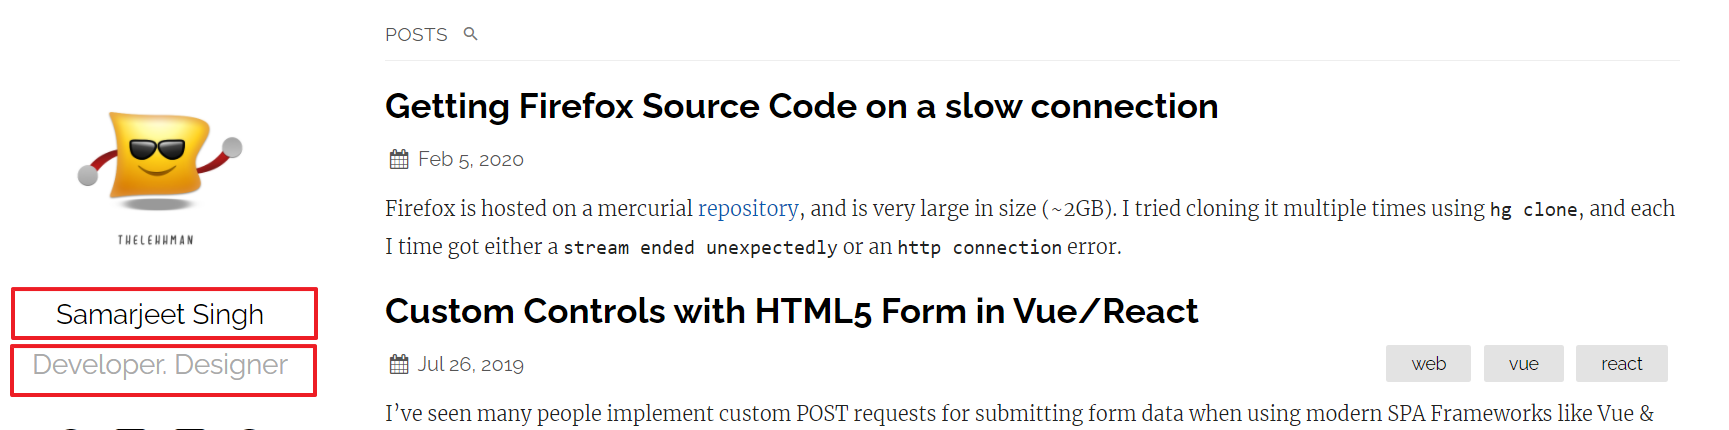 POSTS
Getting Firefox Source Code on a slow connection
Feb 5, 2020
Firefox is hosted on a mercurial repository, and is very large in size (~2GB). I tried cloning it multiple times using hg clone, and each
I time got either a stream ended unexpectedly or an http connection error.
THELEHHMAN
Samarjeet Singh
Developer. Designer
Custom Controls with HTML5 Form in Vue/React
Jul 26, 2019
web vue react
I’ve seen many people implement custom POST requests for submitting form data when using modern SPA Frameworks like Vue &